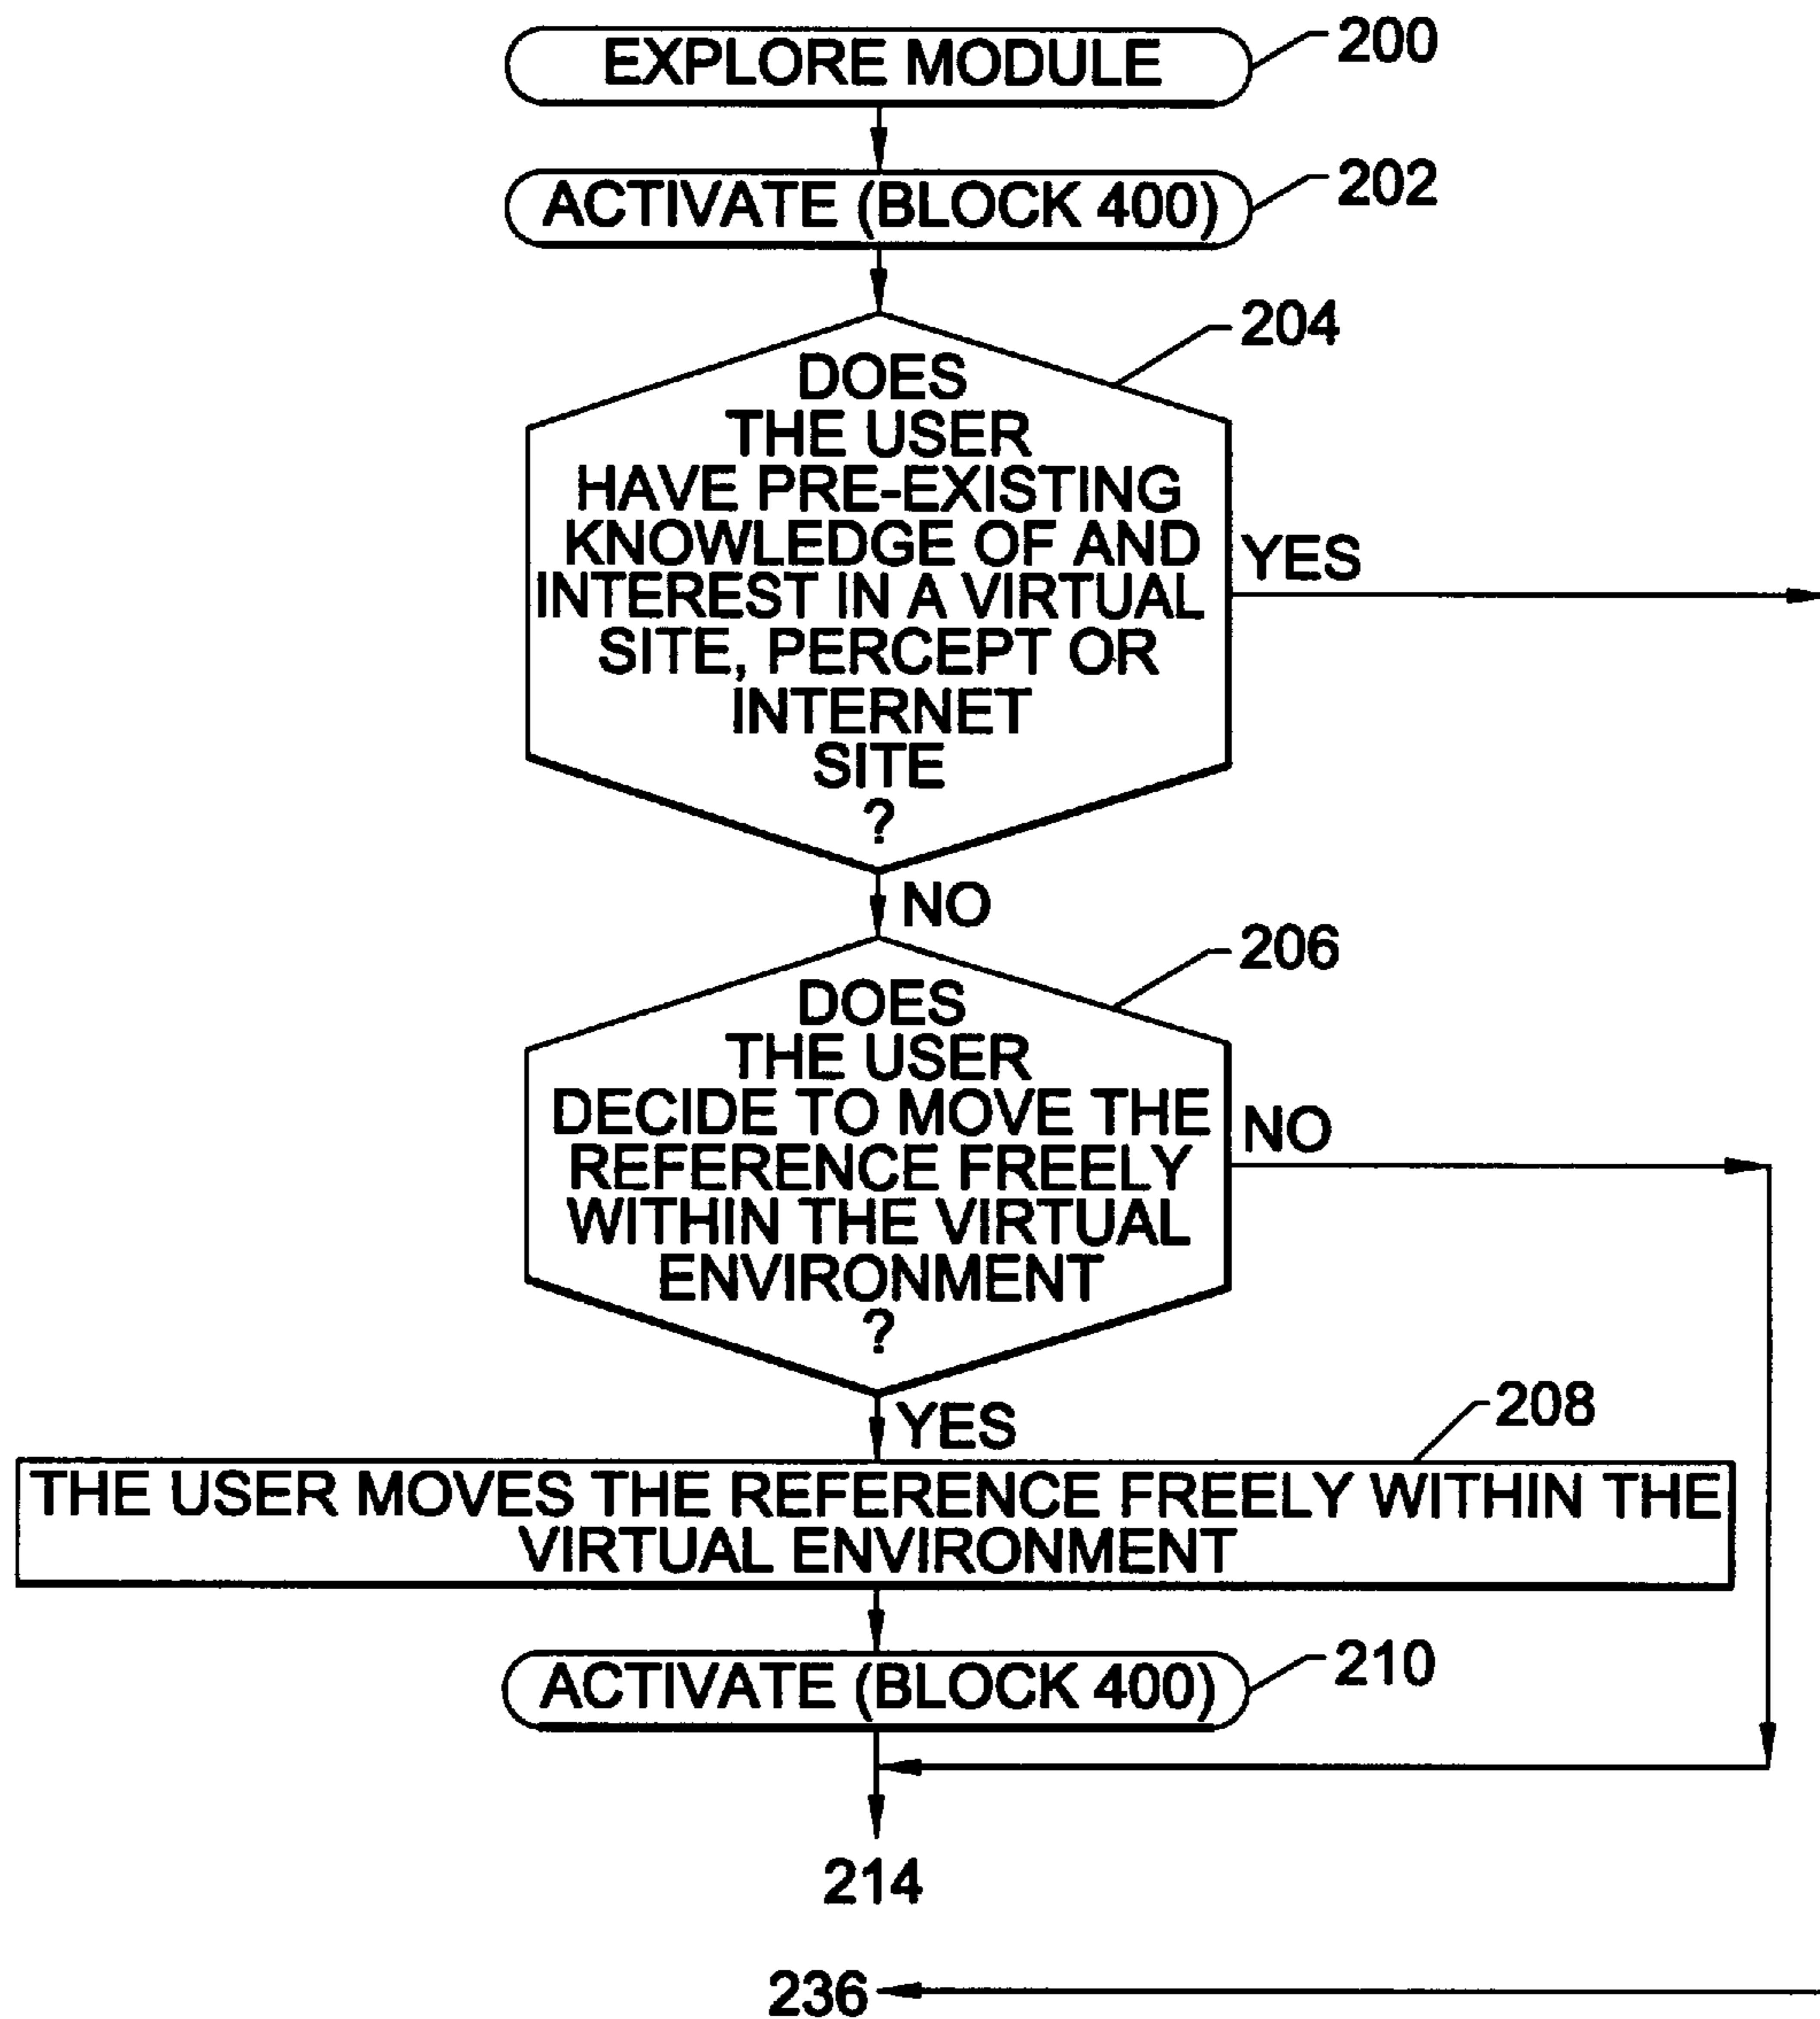 EXPLORE MODULE
200
ACTIVATE (BLOCK 400)
202
204
DOES
THE USER
HAVE PRE-EXISTING
KNOWLEDGE OF AND
INTEREST IN A VIRTUAL
SITE, PERCEPT OR
INTERNET
SITE
?
YES
NO
206
DOES
THE USER
DECIDE TO MOVE THE
REFERENCE FREELY
WITHIN THE VIRTUAL
ENVIRONMENT
?
NO
YES
208
THE USER MOVES THE REFERENCE FREELY WITHIN THE
VIRTUAL ENVIRONMENT
ACTIVATE (BLOCK 400)
210
214
236